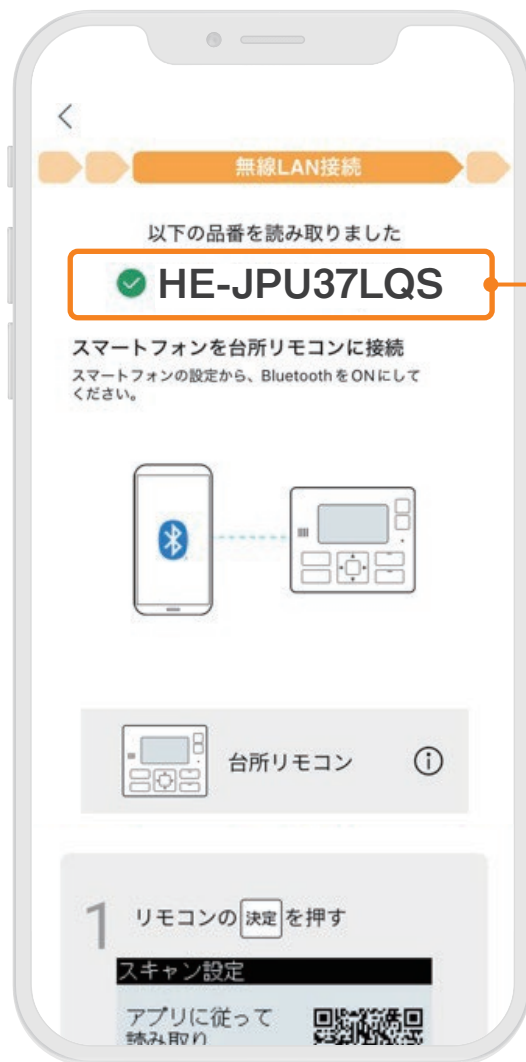 無線LAN接続
以下の品番を読み取りました
HE-JPU37LQS
スマートフォンを台所リモコンに接続
スマートフォンの設定から、BluetoothをONにして
ください。
台所リモコン
1 リモコンの 決定 を押す
スキャン設定
アプリに従って
読み取り